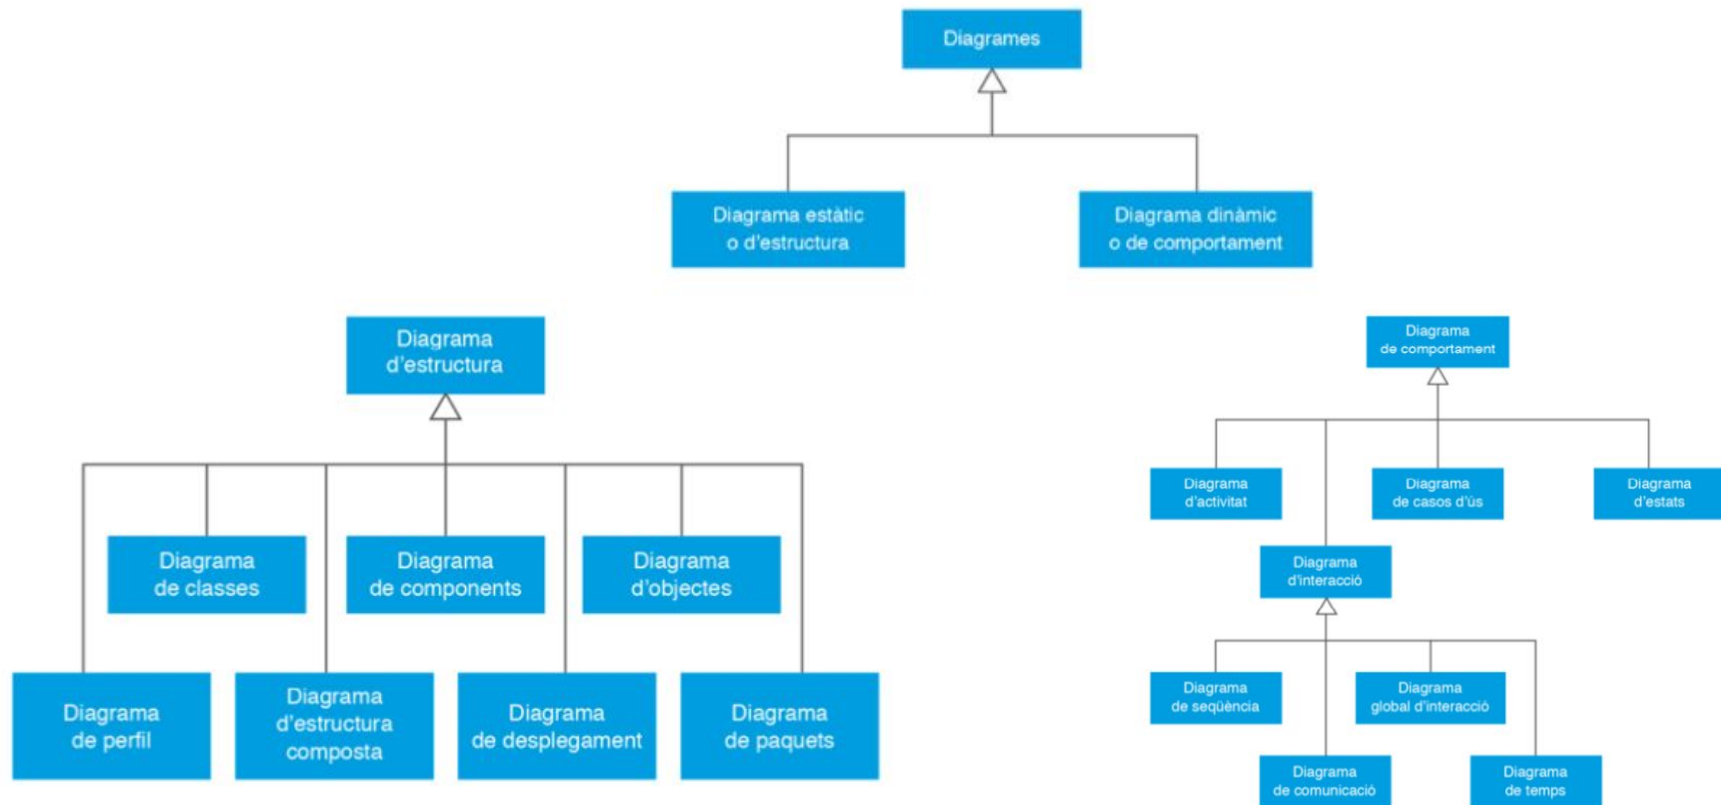 Diagrames
Diagrama estàtic
o d'estructura
Diagrama dinàmic
o de comportament
Diagrama
d'estructura
Diagrama
de classes
Diagrama
de components
Diagrama
d'objectes
Diagrama
de perfil
Diagrama
d'estructura
composta
Diagrama
de desplegament
Diagrama
de paquets
Diagrama
de comportament
Diagrama
d'activitat
Diagrama
de casos d'ús
Diagrama
d'estats
Diagrama
d'interacció
Diagrama
de seqüència
Diagrama
global d'interacció
Diagrama
de comunicació
Diagrama
de temps